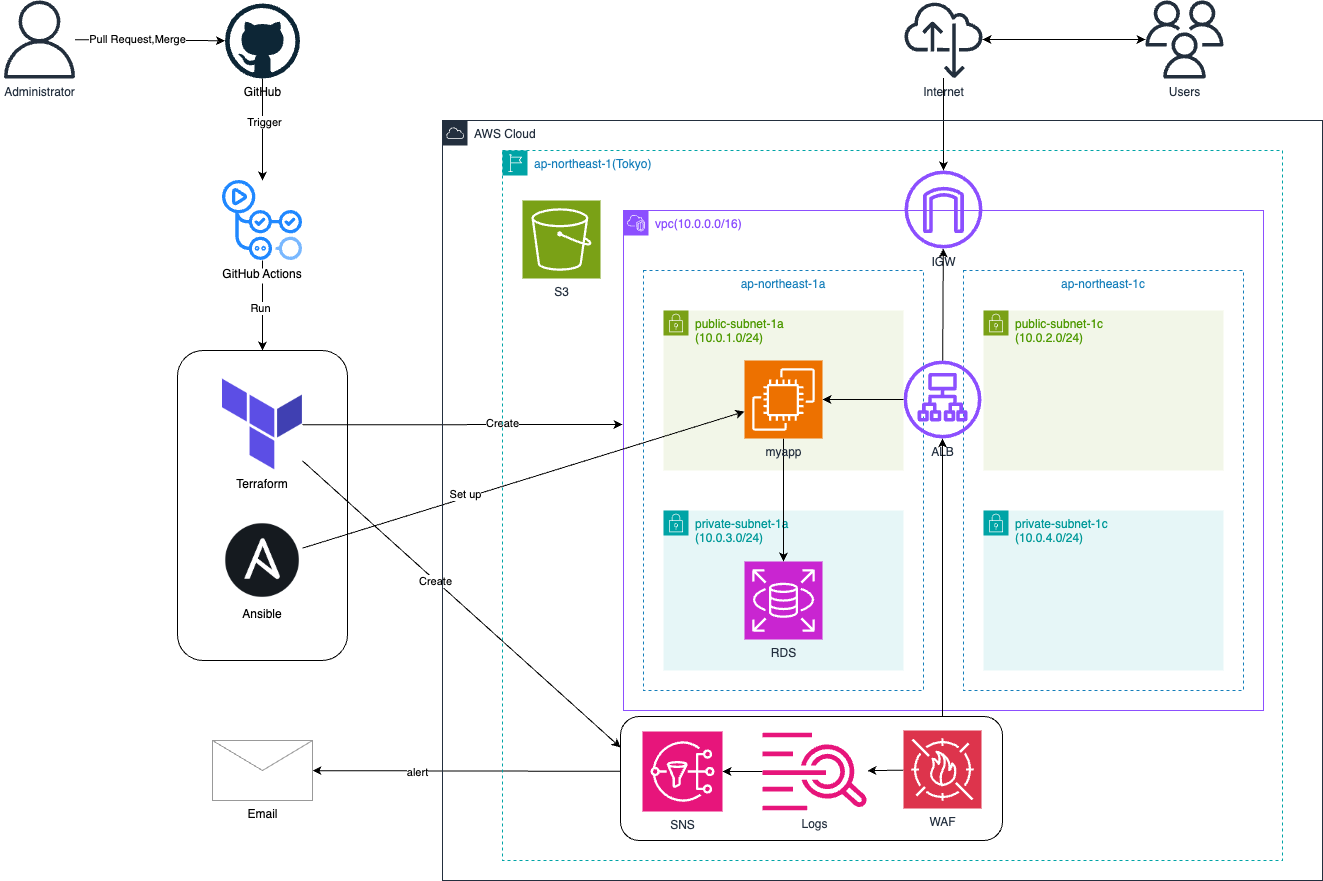 Pull Request,Merge
Administrator
GitHub
Internet
Users
Trigger
AWS Cloud
ap-northeast-1(Tokyo)
vpc(10.0.0.0/16)
IGW
GitHub Actions
S3
ap-northeast-1a
ap-northeast-1c
Run
public-subnet-1a
(10.0.1.0/24)
public-subnet-1c
(10.0.2.0/24)
Create
myapp
ALB
Terraform
Set up
private-subnet-1a
(10.0.3.0/24)
private-subnet-1c
(10.0.4.0/24)
Create
Ansible
RDS
alert
Email
SNS
Logs
WAF